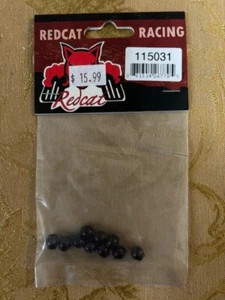 REDCAT RACING
115031
$ 15.99
Redcat